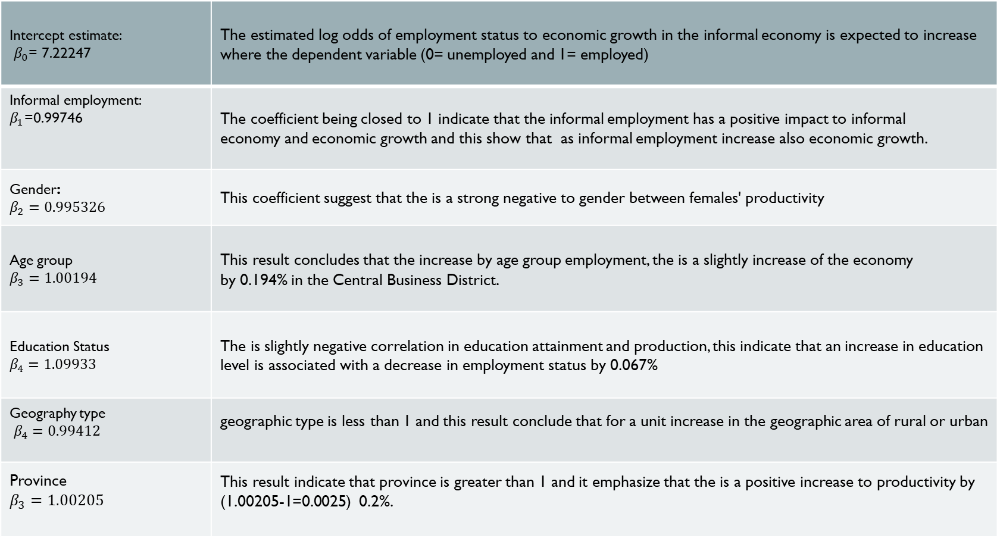 Intercept estimate:
β₀= 7.22247
The estimated log odds of employment status to economic growth in the informal economy is expected to increase
where the dependent variable (0= unemployed and 1= employed)
Informal employment:
β₁=0.99746
The coefficient being closed to 1 indicate that the informal employment has a positive impact to informal
economy and economic growth and this show that as informal employment increase also economic growth.
Gender:
β₂ = 0.995326
This coefficient suggest that the is a strong negative to gender between females' productivity
Age group
β₃ = 1.00194
This result concludes that the increase by age group employment, the is a slightly increase of the economy
by 0.194% in the Central Business District.
Education Status
β₄ = 1.09933
The is slightly negative correlation in education attainment and production, this indicate that an increase in education
level is associated with a decrease in employment status by 0.067%
Geography type
β₄ = 0.99412
geographic type is less than 1 and this result conclude that for a unit increase in the geographic area of rural or urban
Province
β₃ = 1.00205
This result indicate that province is greater than 1 and it emphasize that the is a positive increase to productivity by
(1.00205-1=0.0025) 0.2%.